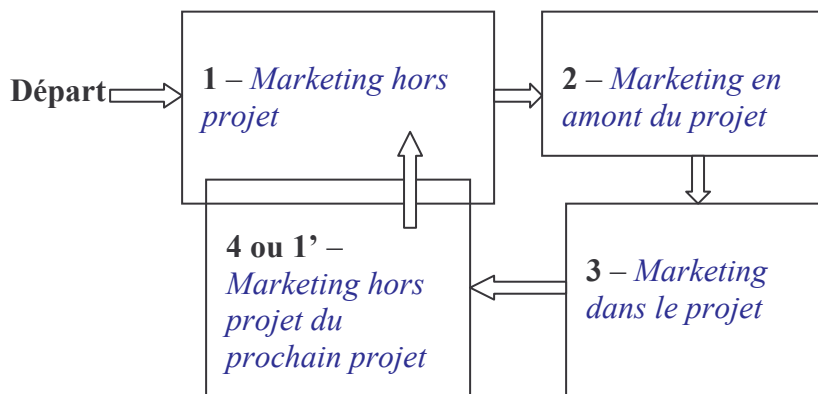 Départ
1 – Marketing hors
projet
2 – Marketing en
amont du projet
4 ou 1’ –
Marketing hors
projet du
prochain projet
3 – Marketing
dans le projet